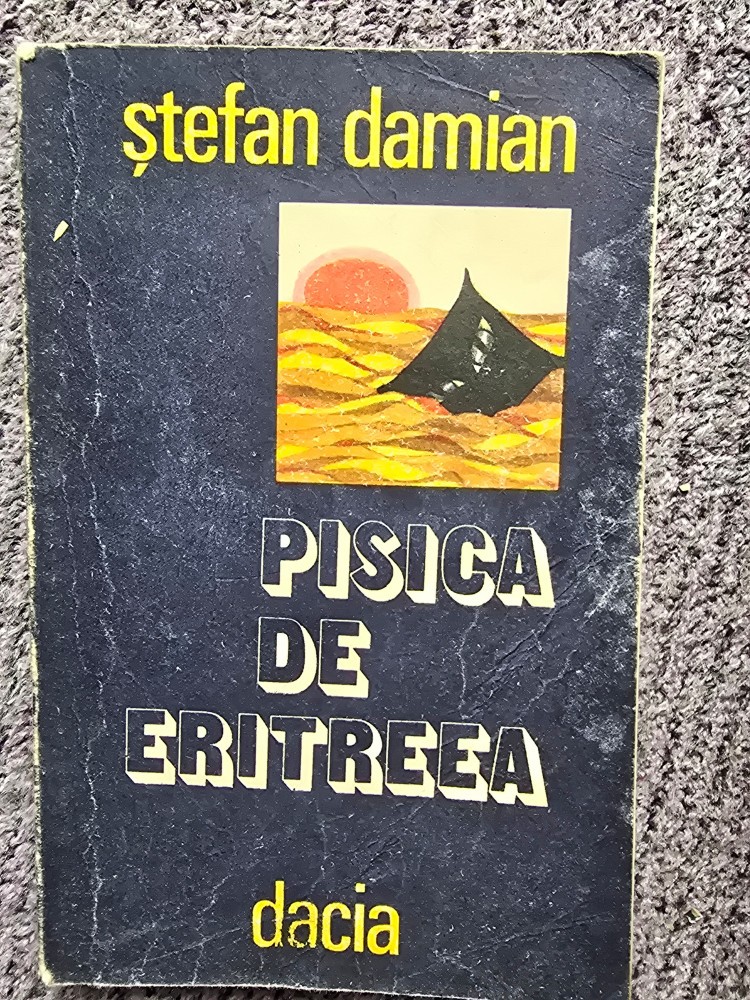 ștefan damian
PISICA
DE
ERITREEA
dacia